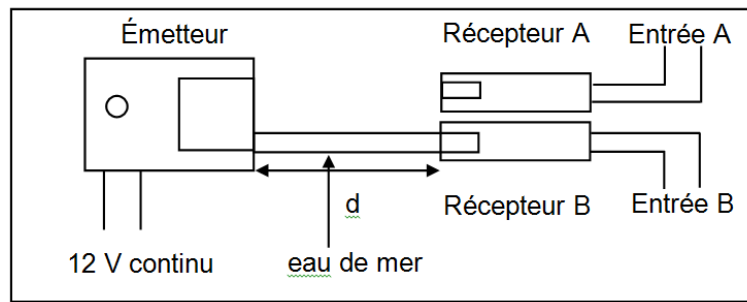 Émetteur
Récepteur A
Entrée A
d
Récepteur B
Entrée B
12 V continu
eau de mer